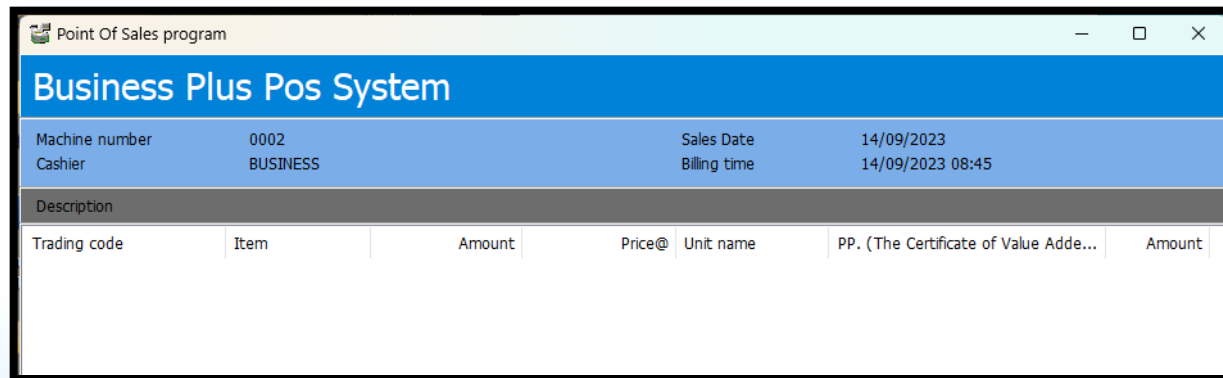 Point Of Sales program
Business Plus Pos System
Machine number 0002 Sales Date 14/09/2023
Cashier BUSINESS Billing time 14/09/2023 08:45
Description
Trading code Item Amount Price@ Unit name PP. (The Certificate of Value Adde... Amount